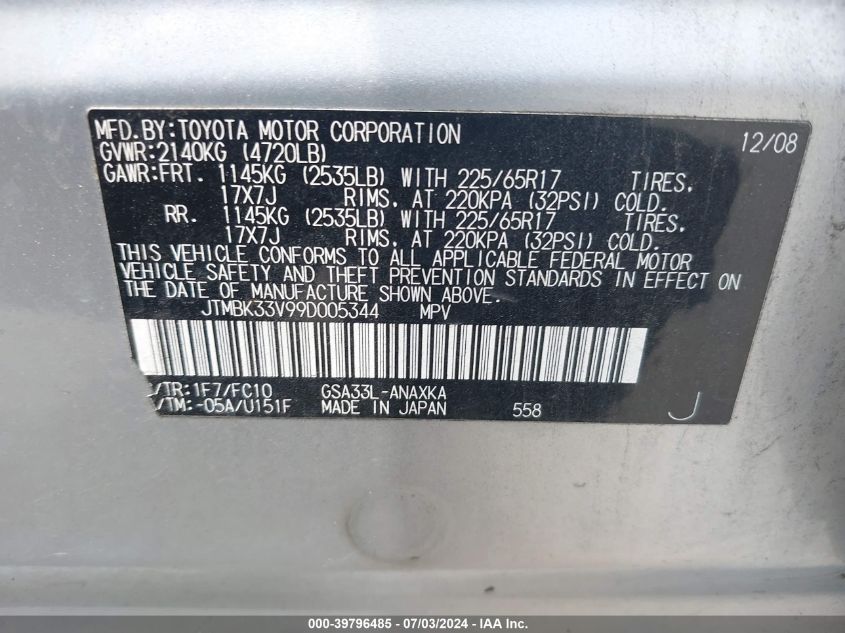 MFD.BY:TOYOTA MOTOR CORPORATION 12/08
GVWR:2140KG (4720LB)
GAWR:FRT. 1145KG (2535LB) WITH 225/65R17 TIRES,
17X7J RIMS, AT 220KPA (32PSI) COLD.
RR. 1145KG (2535LB) WITH 225/65R17 TIRES,
17X7J RIMS, AT 220KPA (32PSI) COLD.
THIS VEHICLE CONFORMS TO ALL APPLICABLE FEDERAL MOTOR
VEHICLE SAFETY AND THEFT PREVENTION STANDARDS IN EFFECT ON
THE DATE OF MANUFACTURE SHOWN ABOVE.
JTMBK33V99D005344 MPV
/TR:1F7/FC10 GSA33L-ANAXKA
/TM:-05A/U151F MADE IN JAPAN 558 J
000-39796485 - 07/03/2024 - IAA Inc.